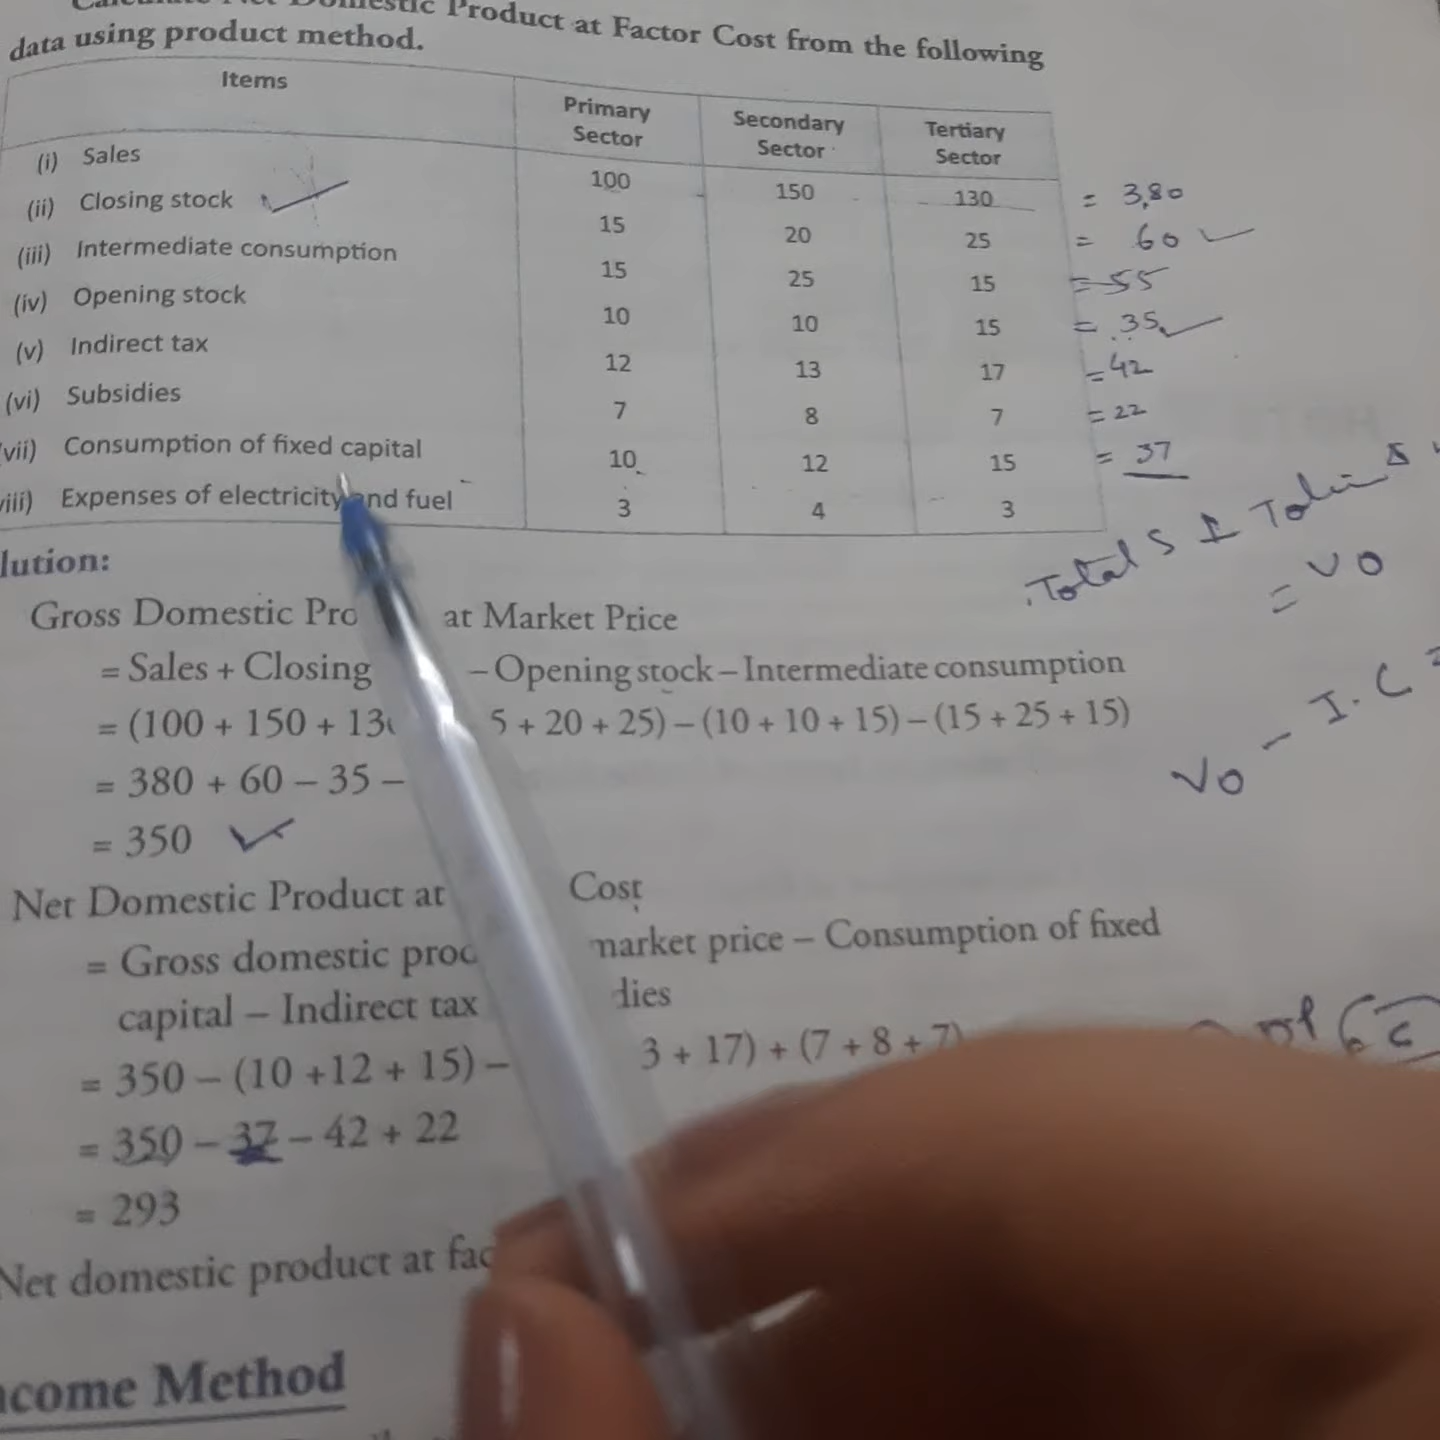 Domestic Product at Factor Cost from the following
data using product method.
Items Primary Sector Secondary Sector Tertiary Sector
(i) Sales 100 150 130 = 3,80
(ii) Closing stock 15 20 25 = 60
(iii) Intermediate consumption 15 25 15 = 55
(iv) Opening stock 10 10 15 = 35
(v) Indirect tax 12 13 17 = 42
(vi) Subsidies 7 8 7 = 22
vii) Consumption of fixed capital 10 12 15 = 37
viii) Expenses of electricity and fuel 3 4 3
Total S I
= VO
VO - I.C
lution:
Gross Domestic Pro at Market Price
= Sales + Closing – Opening stock – Intermediate consumption
= (100 + 150 + 13 5 + 20 + 25) – (10 + 10 + 15) – (15 + 25 + 15)
= 380 + 60 – 35 –
= 350
Net Domestic Product at Cost
= Gross domestic proc market price – Consumption of fixed
capital – Indirect tax dies
= 350 – (10 +12 + 15) – 3 + 17) + (7 + 8 + 7)
= 350 – 37 – 42 + 22
= 293
Net domestic product at fac
ncome Method